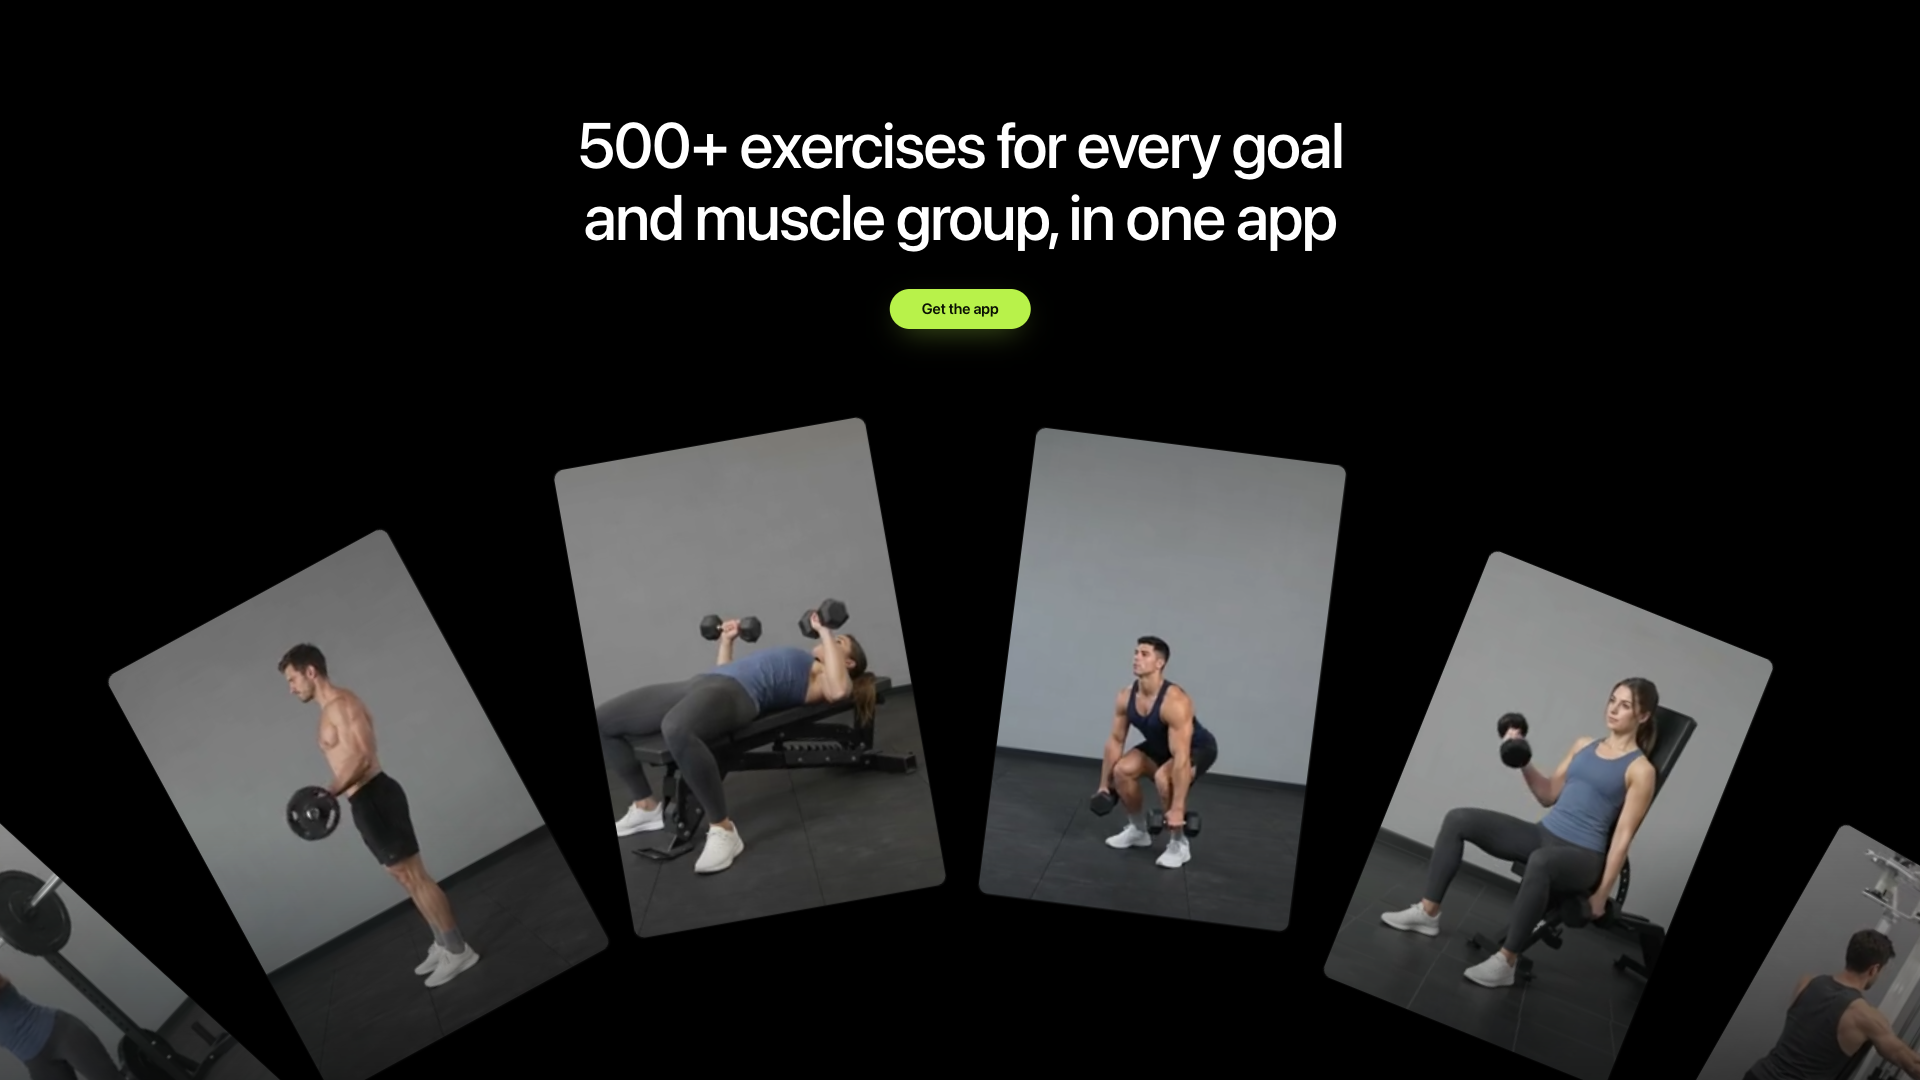 500+ exercises for every goal
and muscle group, in one app
Get the app